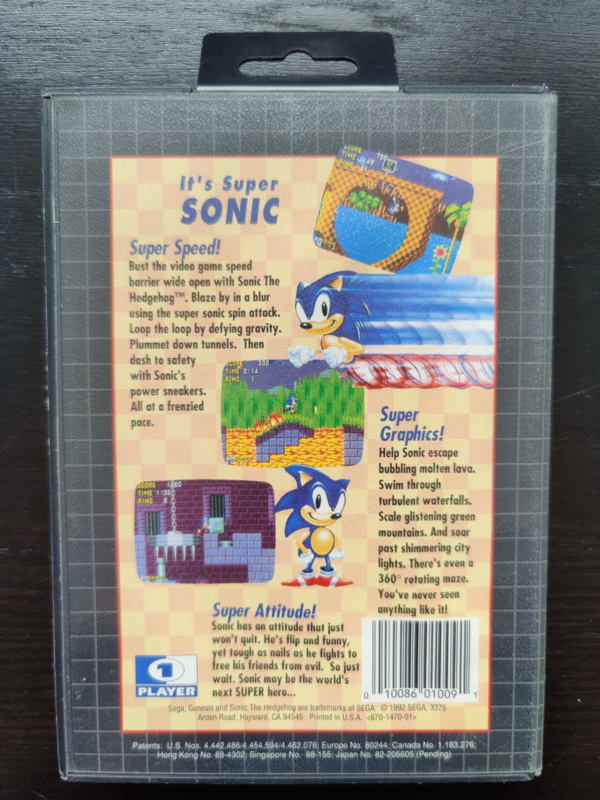 It's Super
SONIC
Super Speed!
Bust the video game speed
barrier wide open with Sonic The
Hedgehog™. Blaze by in a blur
using the super sonic spin attack.
Loop the loop by defying gravity.
Plummet down tunnels. Then
dash to safety
with Sonic's
power sneakers.
All at a frenzied
pace.
SCORE 300
TIME 0:14
RING 1
Super
Graphics!
Help Sonic escape
bubbling molten lava.
Swim through
turbulent waterfalls.
Scale glistening green
mountains. And soar
past shimmering city
lights. There's even a
360° rotating maze.
You've never seen
anything like it!
SCORE
TIME
RING
Super Attitude!
Sonic has an attitude that just
won't quit. He's flip and funny,
yet tough as nails as he fights to
free his friends from evil. So just
wait. Sonic may be the world's
next SUPER hero...
1
PLAYER
0 10086 01009 1
Sega, Genesis and Sonic The Hedgehog are trademarks of SEGA. © 1992 SEGA, 3375
Arden Road, Hayward, CA 94545. Printed in U.S.A. <670-1470-01>
Patents: U.S. Nos. 4,442,486/4,454,594/4,462,076; Europe No. 80244; Canada No. 1,183,276;
Hong Kong No. 88-4302; Singapore No. 88-155; Japan No. 82-205605 (Pending)